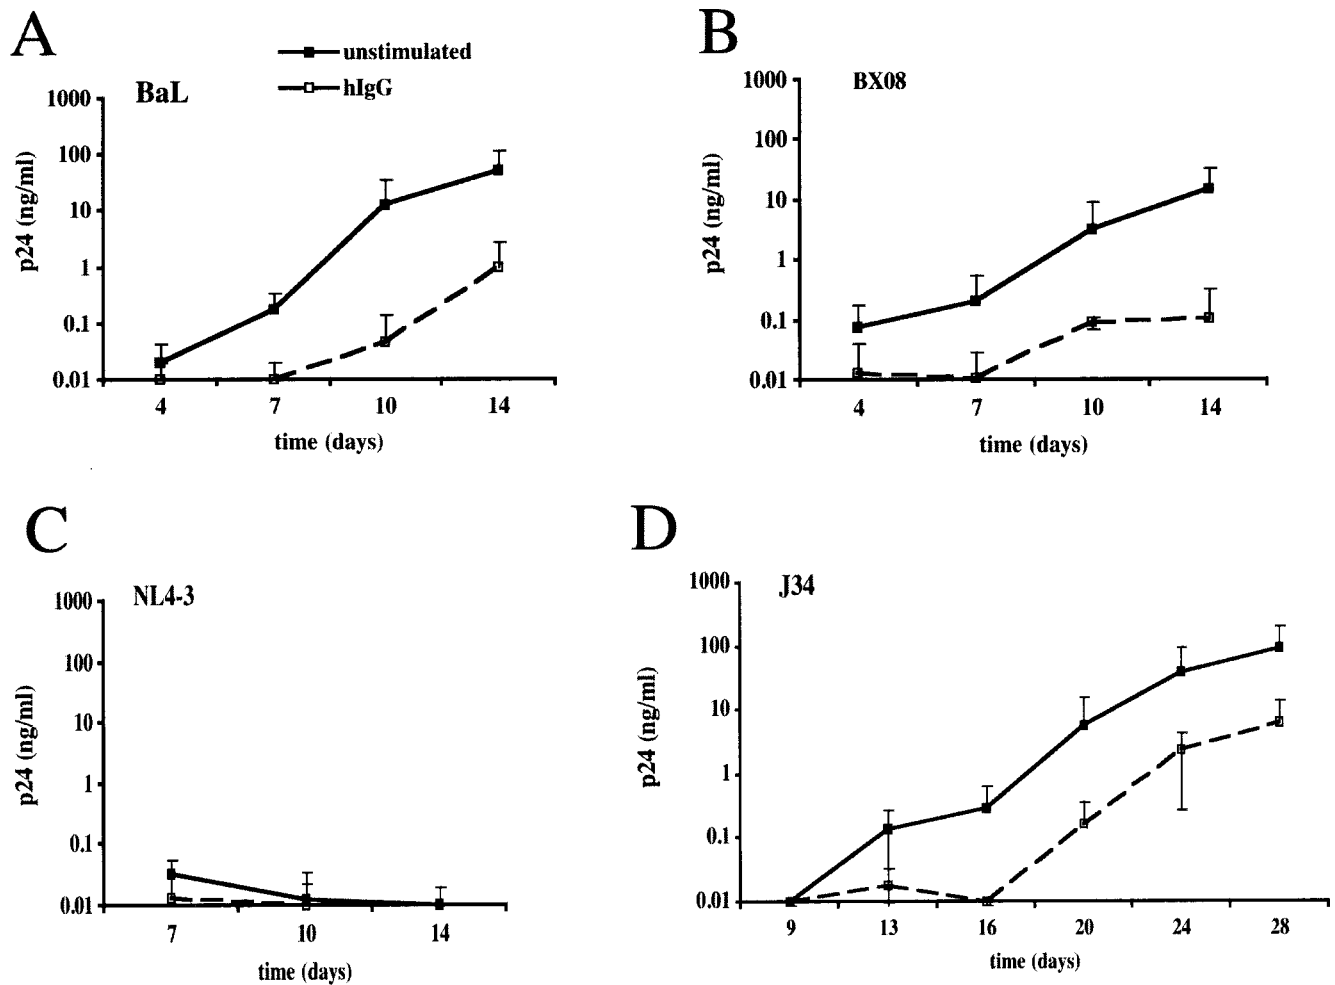 A
unstimulated
hIgG
BaL
1000
100
10
1
0.1
0.01
p24 (ng/ml)
4 7 10 14
time (days)
B
BX08
1000
100
10
1
0.1
0.01
p24 (ng/ml)
4 7 10 14
time (days)
C
NL4-3
1000
100
10
1
0.1
0.01
p24 (ng/ml)
7 10 14
time (days)
D
J34
1000
100
10
1
0.1
0.01
p24 (ng/ml)
9 13 16 20 24 28
time (days)